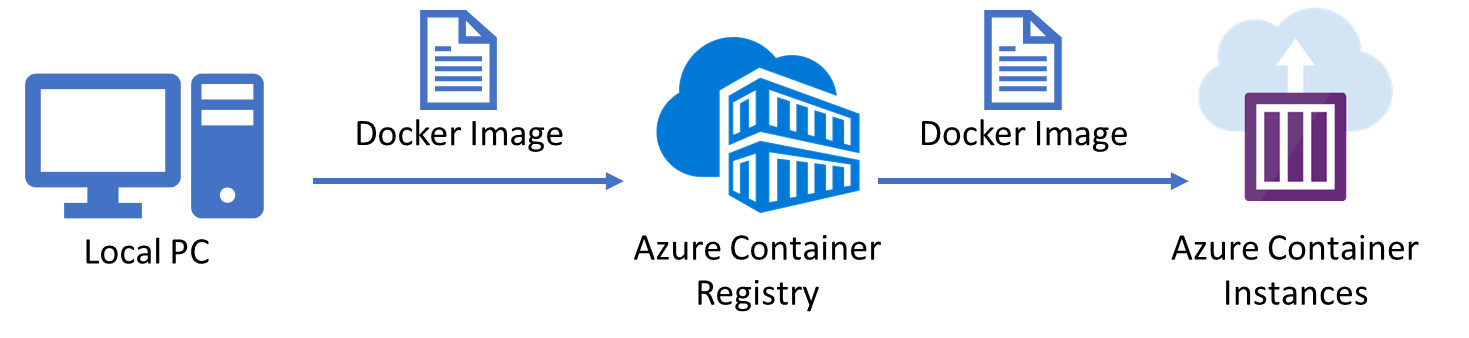 Docker Image
Docker Image
Local PC
Azure Container
Registry
Azure Container
Instances